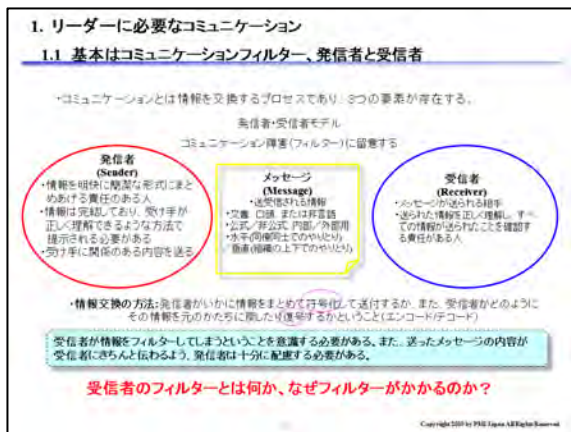 1. リーダーに必要なコミュニケーション
1.1 基本はコミュニケーションフィルター、発信者と受信者
・コミュニケーションとは情報を交換するプロセスであり、3つの要素が存在する。
発信者・受信者モデル
コミュニケーション障害(フィルター)に留意する
発信者
(Sender)
・情報を明快に簡潔な形式にまと
めあげる責任のある人
・情報は完結しており、受け手が
正しく理解できるような方法で
提示される必要がある
・受け手に関係のある内容を送る
メッセージ
(Message)
・送受信される情報
・文書、口頭、または非言語
・公式/非公式、内部/外部用
・水平(同僚同士でのやりとり)
/垂直(組織の上下でのやりとり)
受信者
(Receiver)
・メッセージが送られる相手
・送られた情報を正しく理解し、すべ
ての情報が送られたことを確認す
る責任がある人
・情報交換の方法:発信者がいかに情報をまとめて符号化して送付するか、また、受信者がどのように
その情報を元のかたちに戻したり復号するかということ(エンコード/デコード)
受信者が情報をフィルターしてしまうということを意識する必要がある。また、送ったメッセージの内容が
受信者にきちんと伝わるよう、発信者は十分に配慮する必要がある。
受信者のフィルターとは何か、なぜフィルターがかかるのか？
by PMI Japan All Rights Reserved